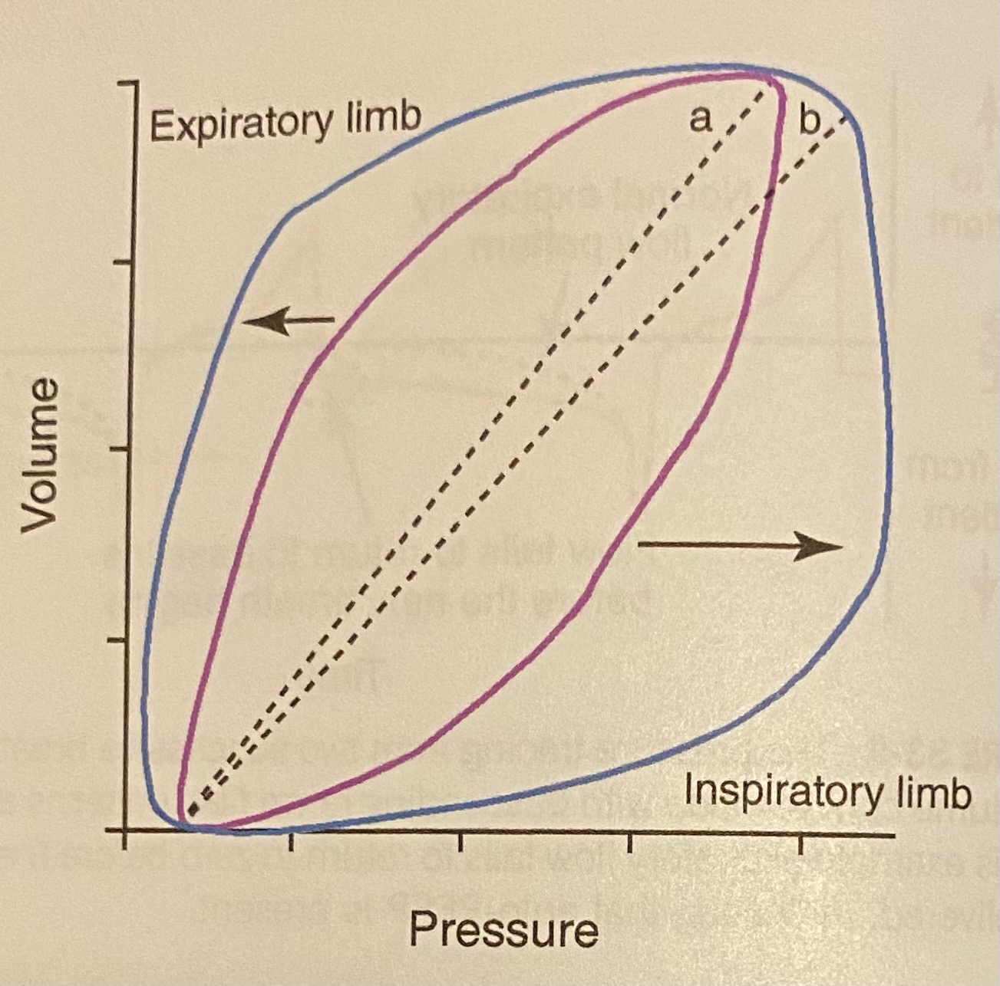 Expiratory limb
a
b
Volume
Inspiratory limb
Pressure